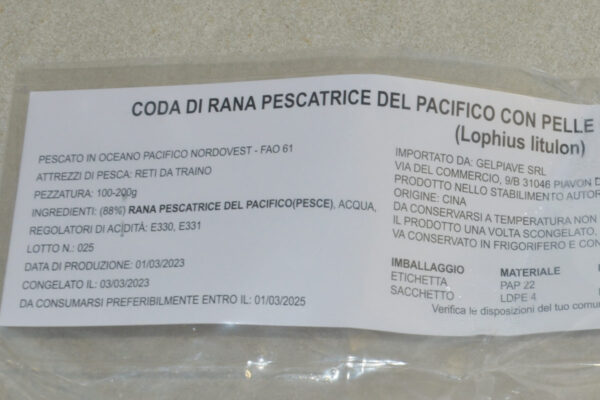 CODA DI RANA PESCATRICE DEL PACIFICO CON PELLE
(Lophius litulon)
PESCATO IN OCEANO PACIFICO NORDOVEST - FAO 61
ATTREZZI DI PESCA: RETI DA TRAINO
PEZZATURA: 100-200g
INGREDIENTI: (88%) RANA PESCATRICE DEL PACIFICO(PESCE), ACQUA,
REGOLATORI DI ACIDITÀ: E330, E331
LOTTO N.: 025
DATA DI PRODUZIONE: 01/03/2023
CONGELATO IL: 03/03/2023
DA CONSUMARSI PREFERIBILMENTE ENTRO IL: 01/03/2025
IMPORTATO DA: GELPIAVE SRL
VIA DEL COMMERCIO, 9/B 31046 PIAVON D
PRODOTTO NELLO STABILIMENTO AUTOR
ORIGINE: CINA
DA CONSERVARSI A TEMPERATURA NON
IL PRODOTTO UNA VOLTA SCONGELATO,
VA CONSERVATO IN FRIGORIFERO E CON
IMBALLAGGIO MATERIALE
ETICHETTA PAP 22
SACCHETTO LDPE 4
Verifica le disposizioni del tuo comu